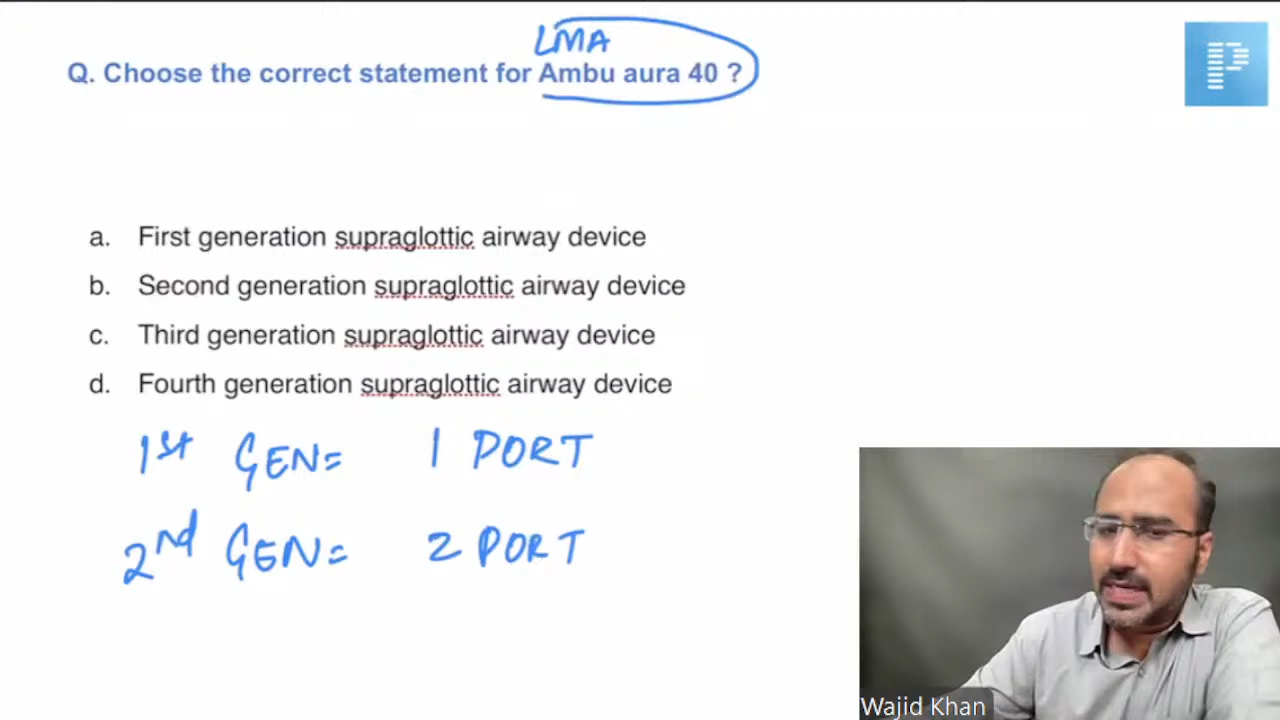 LMA
Q. Choose the correct statement for Ambu aura 40 ?
a. First generation supraglottic airway device
b. Second generation supraglottic airway device
c. Third generation supraglottic airway device
d. Fourth generation supraglottic airway device
1st GEN= 1 PORT
2nd GEN= 2 PORT
Wajid Khan